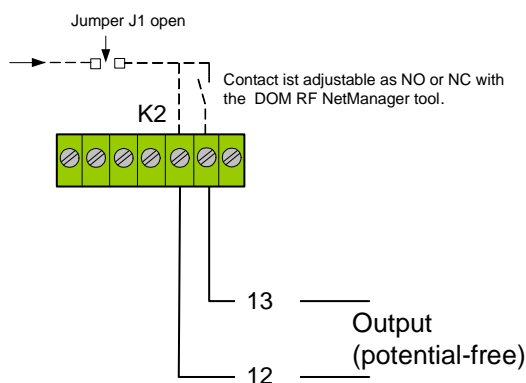 Jumper J1 open
Contact ist adjustable as NO or NC with
the DOM RF NetManager tool.
K2
13
Output
(potential-free)
12